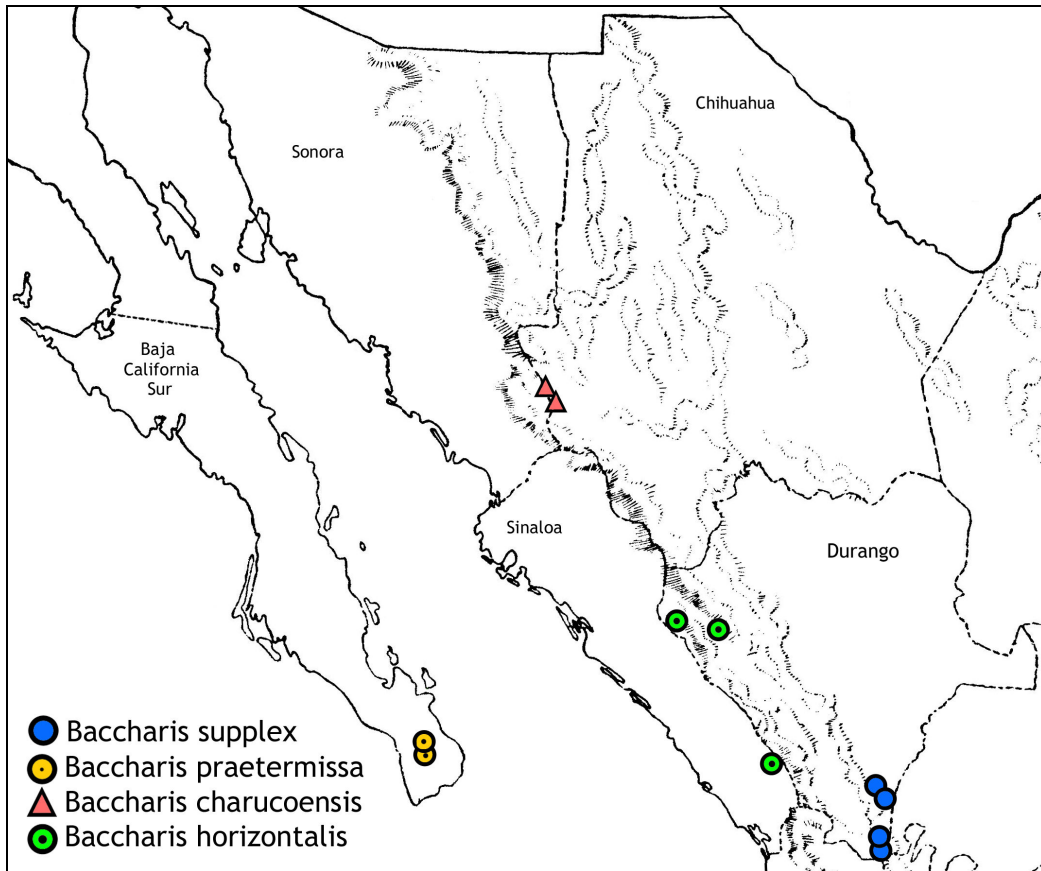 Chihuahua
Sonora
Baja
California
Sur
Sinaloa
Durango
Baccharis supplex
Baccharis praetermissa
Baccharis charucoensis
Baccharis horizontalis